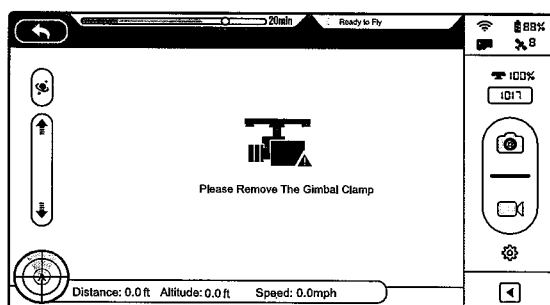 20min
Ready to Fly
88%
8
100%
1017
Please Remove The Gimbal Clamp
Distance: 0.0 ft Altitude: 0.0 ft Speed: 0.0mph